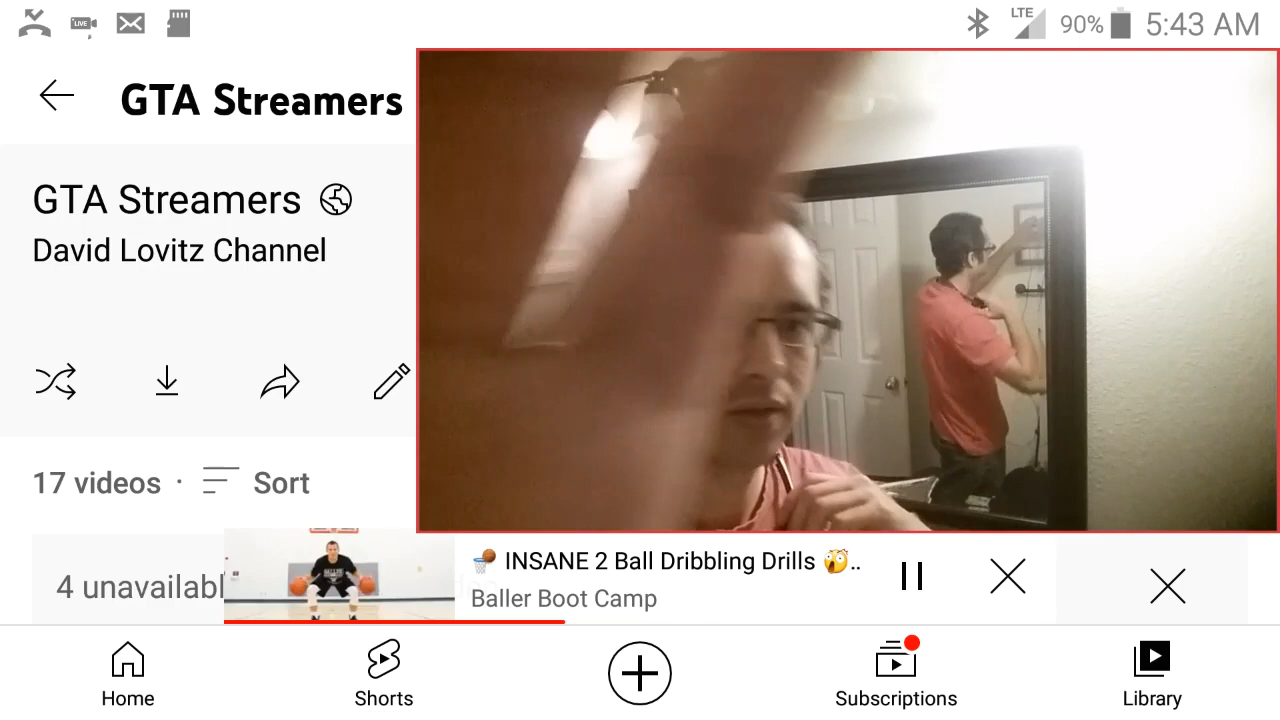 LIVE
LTE
90%
5:43 AM
GTA Streamers
GTA Streamers
David Lovitz Channel
17 videos · Sort
4 unavailabl
🏀 INSANE 2 Ball Dribbling Drills 😲..
Baller Boot Camp
Home
Shorts
Subscriptions
Library